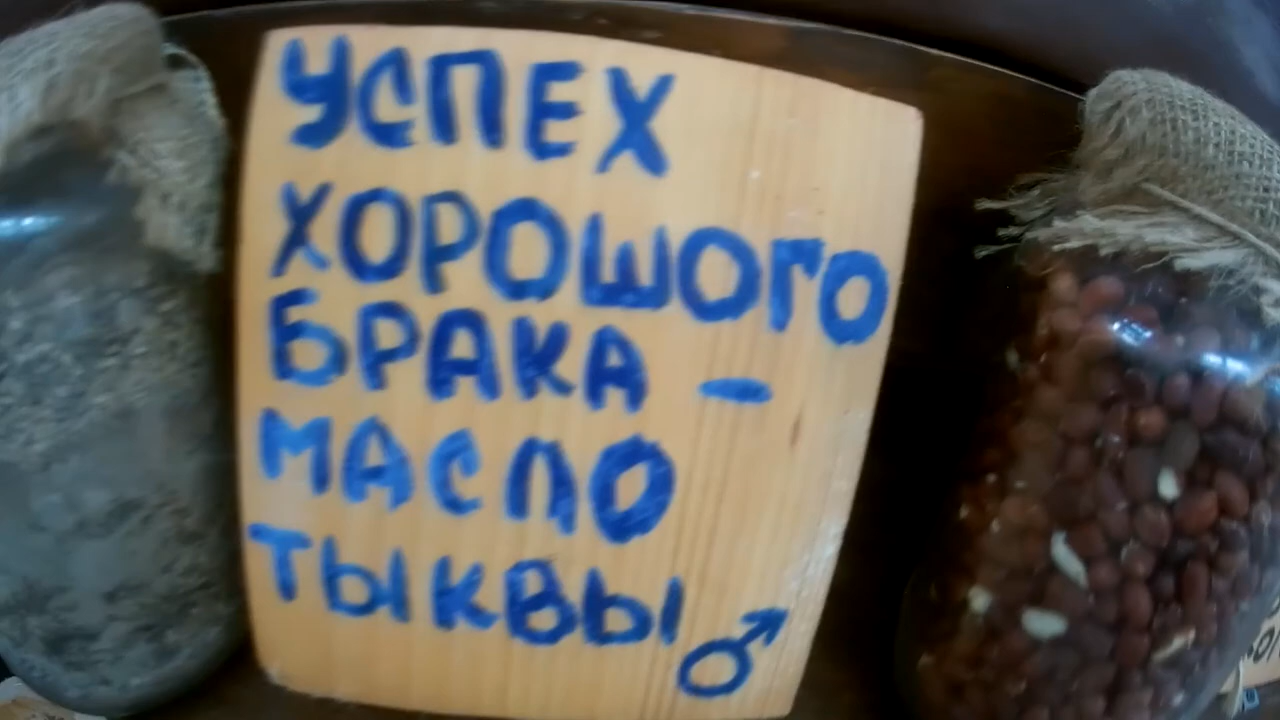 УСПЕХ
ХОРОШОГО
БРАКА -
МАСЛО
ТЫКВЫ ♂